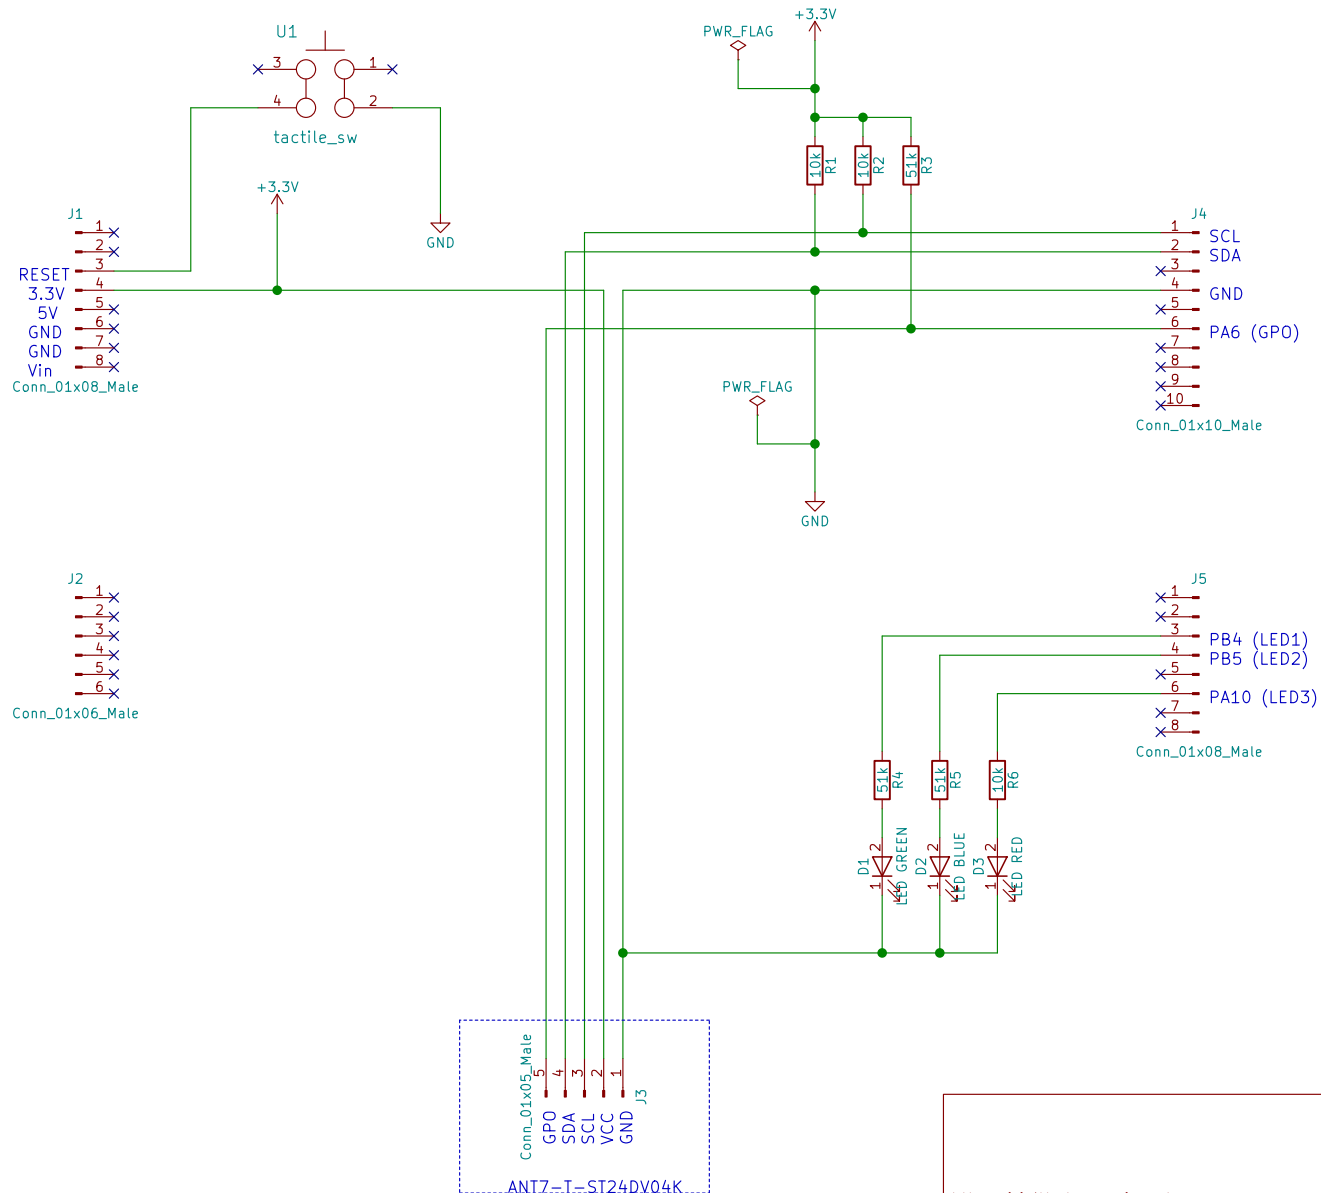 U1
3
1
4
2
tactile_sw
GND
+3.3V
J1
1
2
3
4
5
6
7
8
RESET
3.3V
5V
GND
GND
Vin
Conn_01x08_Male
PWR_FLAG
+3.3V
10k
R1
10k
R2
51k
R3
J4
1
2
3
4
5
6
7
8
9
10
SCL
SDA
GND
PA6 (GPO)
Conn_01x10_Male
PWR_FLAG
GND
J2
1
2
3
4
5
6
Conn_01x06_Male
J5
1
2
3
4
5
6
7
8
PB4 (LED1)
PB5 (LED2)
PA10 (LED3)
Conn_01x08_Male
51k
R4
51k
R5
10k
R6
D1
2
1
LED GREEN
D2
2
1
LED BLUE
D3
2
1
LED RED
Conn_01x05_Male
5
4
3
2
1
J3
GPO
SDA
SCL
VCC
GND
ANT7-T-ST24DV04K